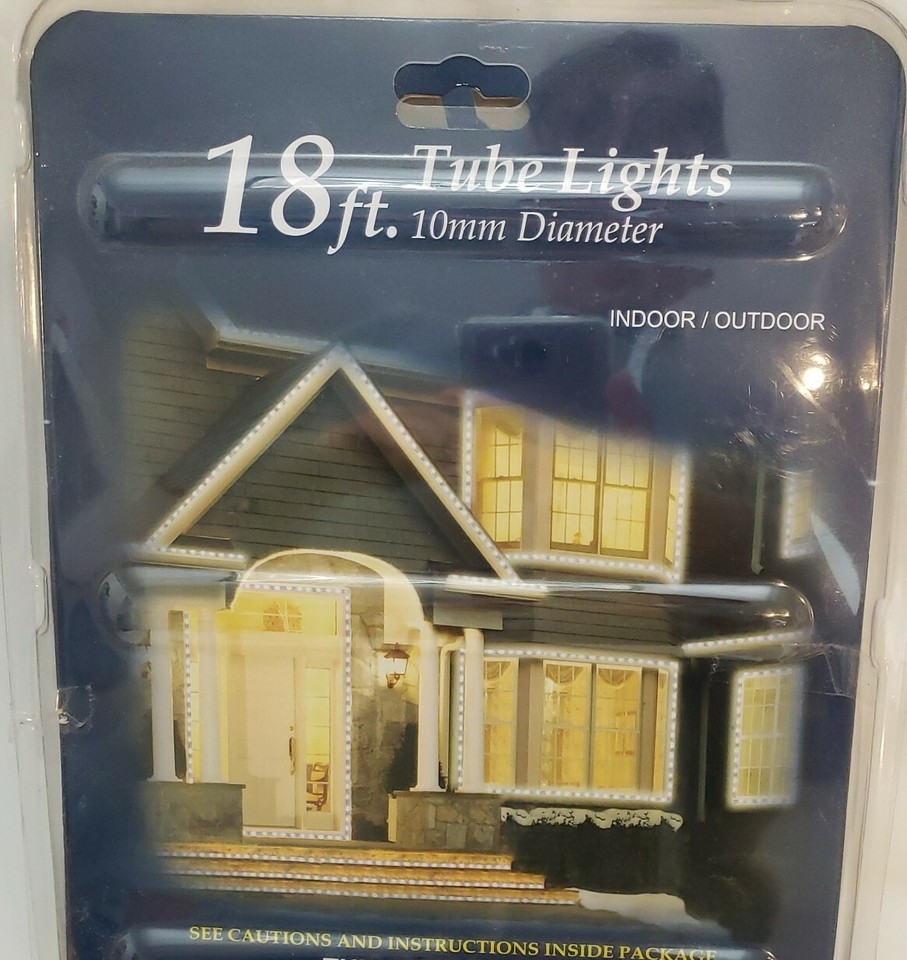 18ft. Tube Lights
10mm Diameter
INDOOR / OUTDOOR
SEE CAUTIONS AND INSTRUCTIONS INSIDE PACKAGE